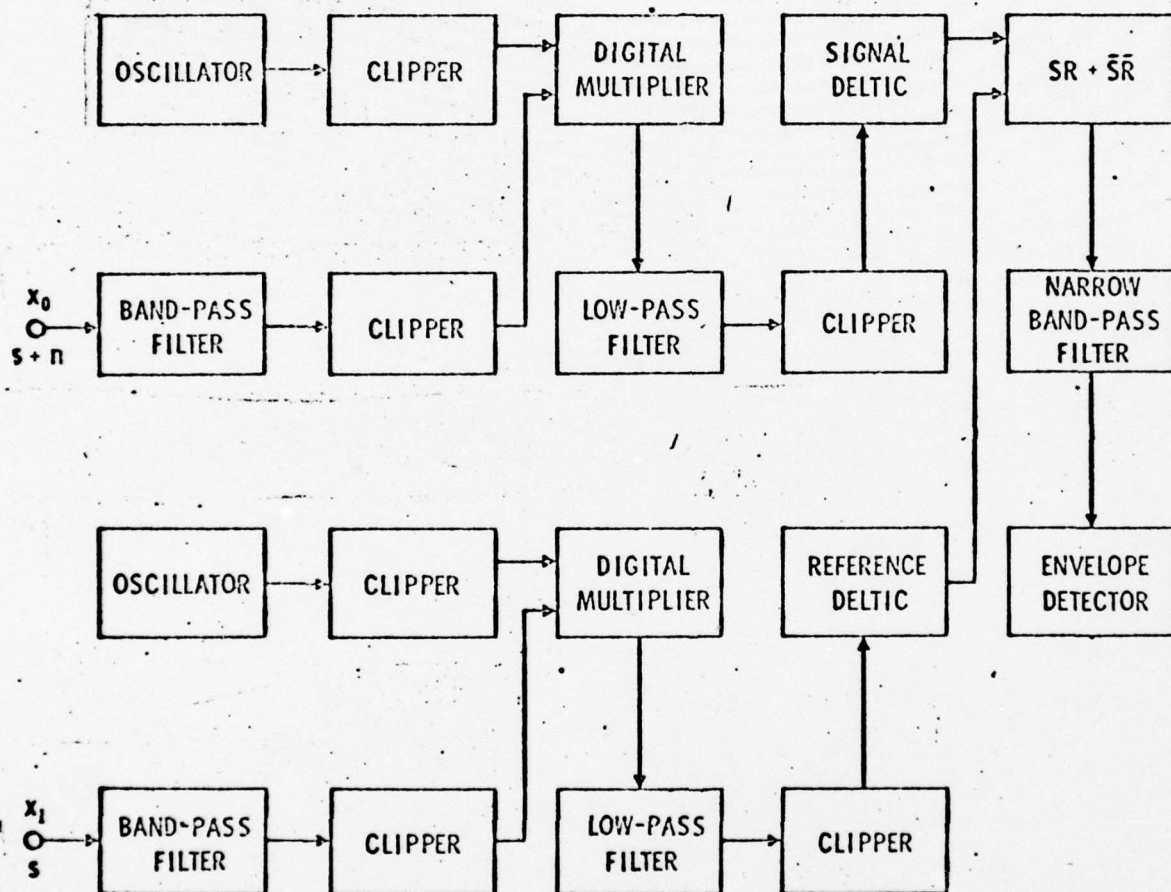 OSCILLATOR
CLIPPER
DIGITAL
MULTIPLIER
SIGNAL
DELTIC
SR + S̄R̄
X₀
s + n
BAND-PASS
FILTER
CLIPPER
LOW-PASS
FILTER
CLIPPER
NARROW
BAND-PASS
FILTER
OSCILLATOR
CLIPPER
DIGITAL
MULTIPLIER
REFERENCE
DELTIC
ENVELOPE
DETECTOR
X₁
s
BAND-PASS
FILTER
CLIPPER
LOW-PASS
FILTER
CLIPPER